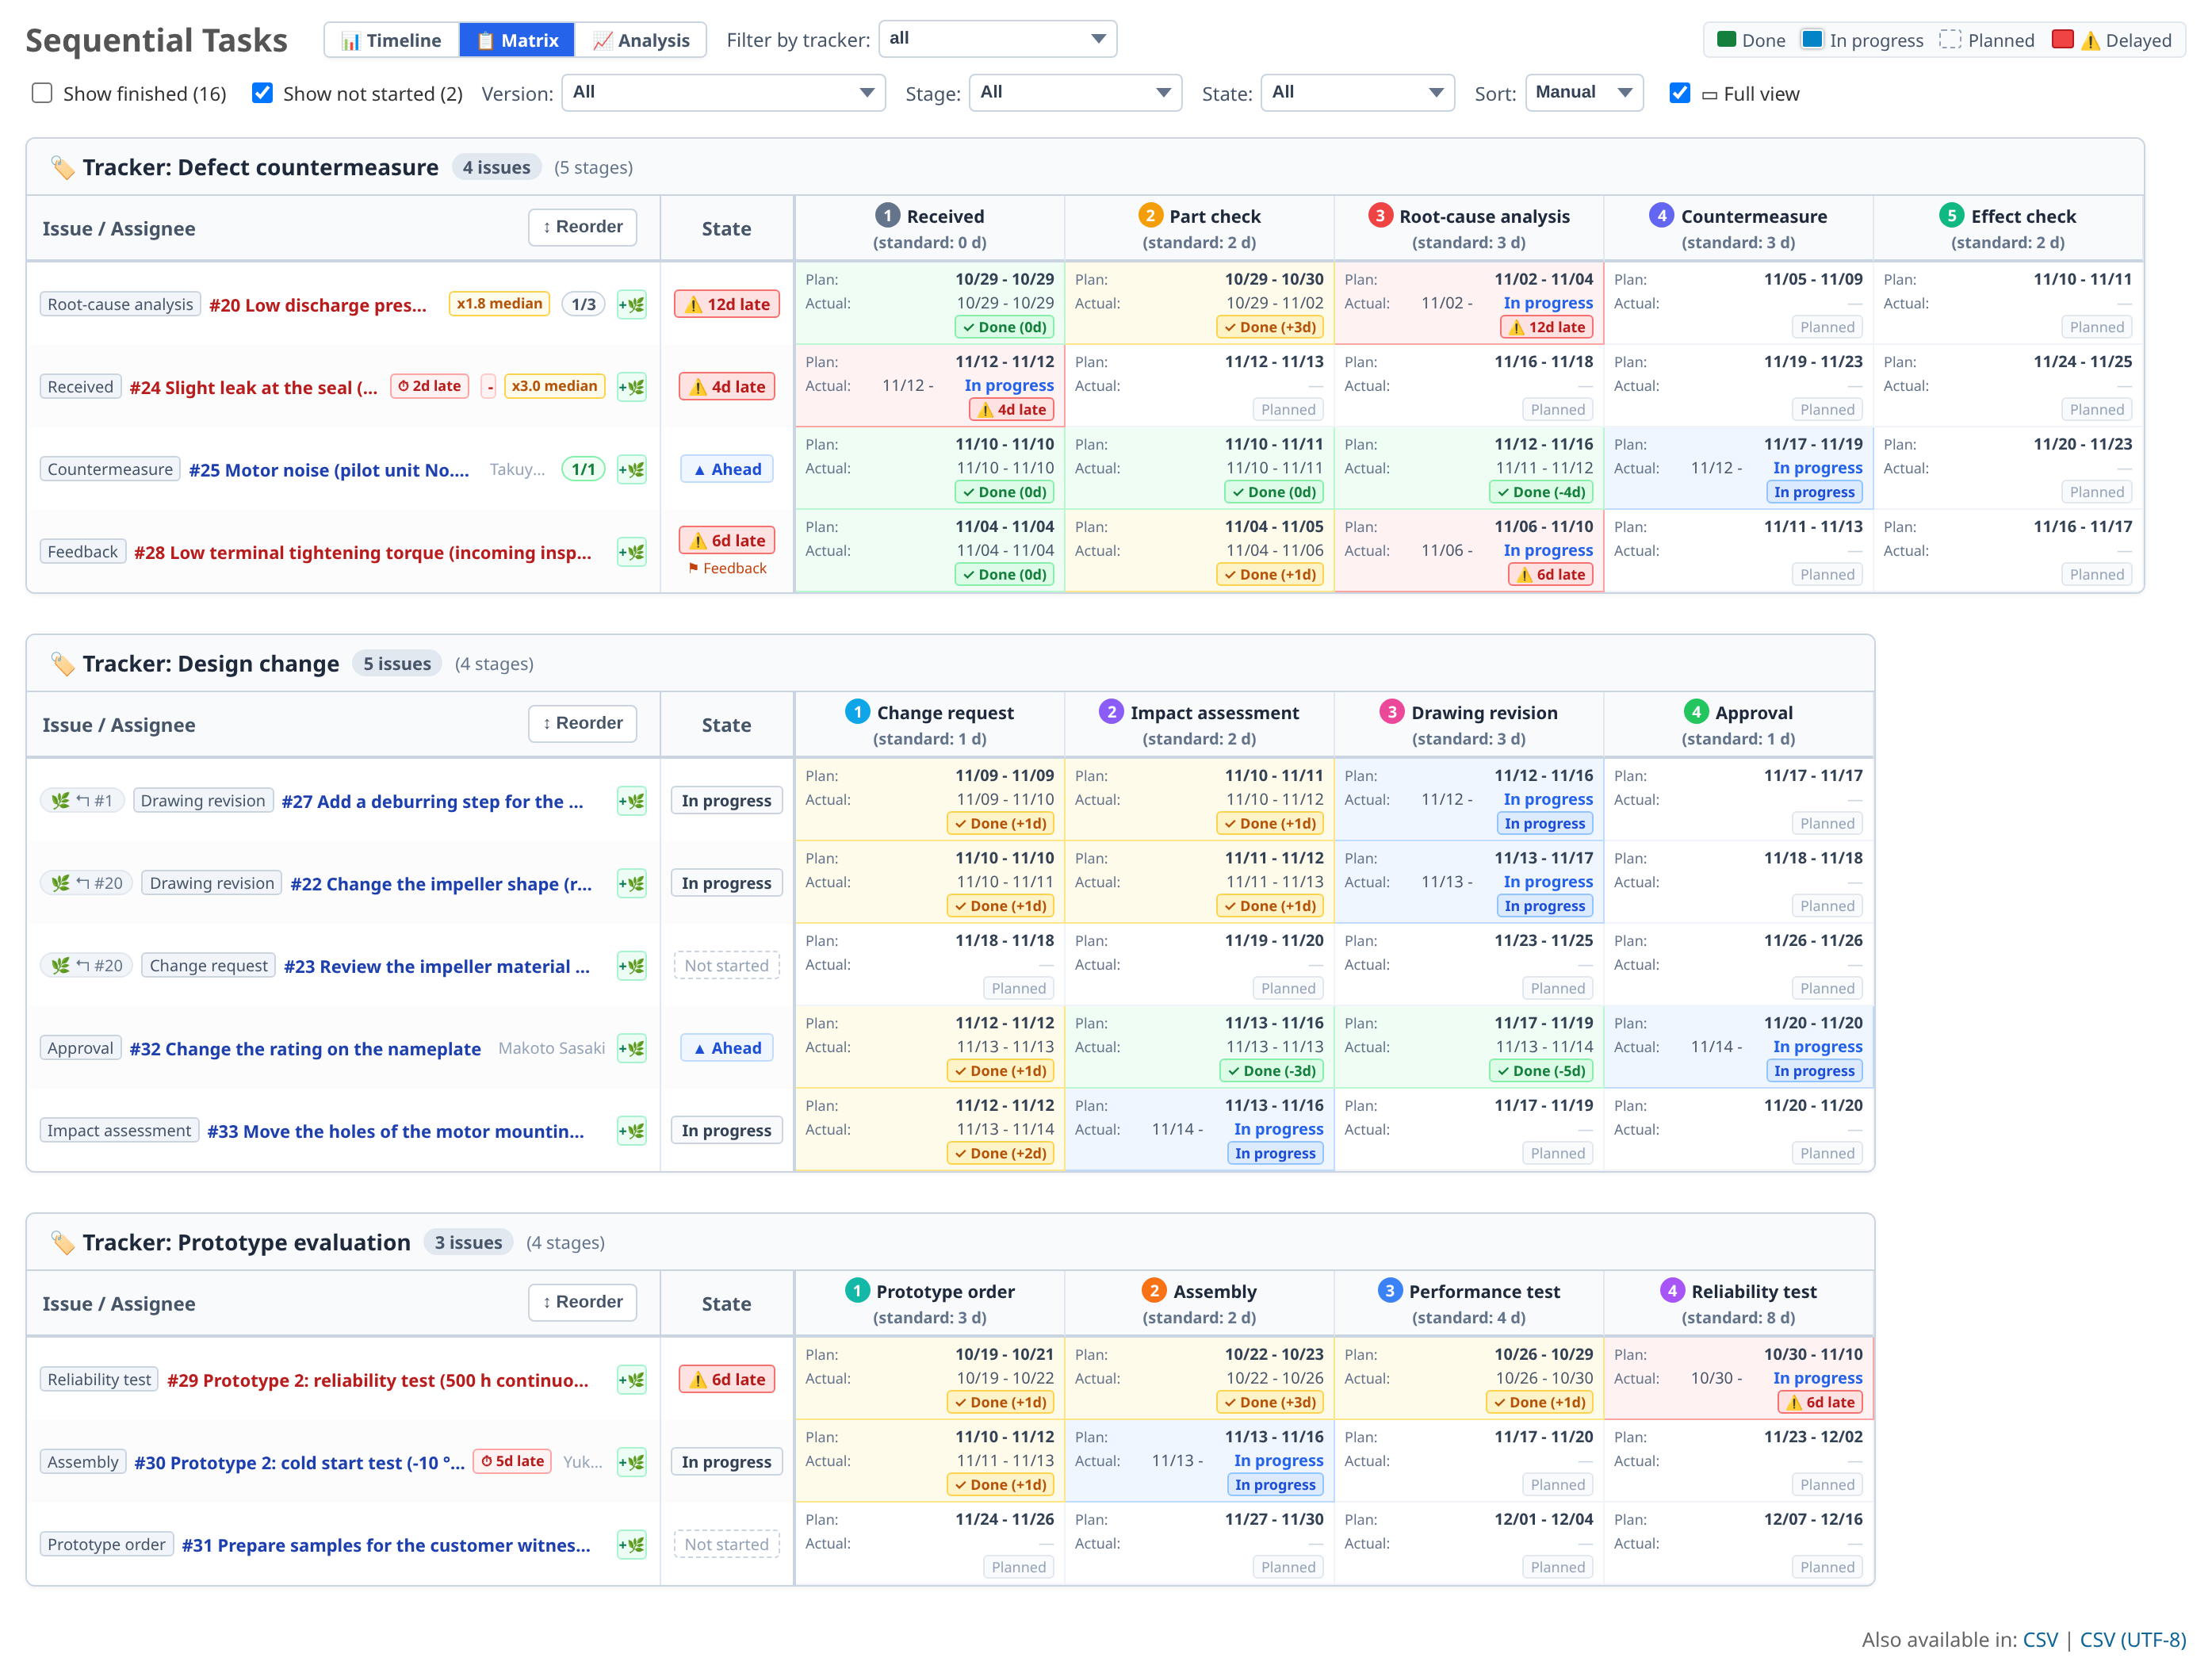 Sequential Tasks 📊 Timeline 📋 Matrix 📈 Analysis Filter by tracker: all Done In progress Planned ⚠️ Delayed
Show finished (16) Show not started (2) Version: All Stage: All State: All Sort: Manual ▭ Full view
🏷️ Tracker: Defect countermeasure 4 issues (5 stages)
Issue / Assignee ↕ Reorder State 1 Received 2 Part check 3 Root-cause analysis 4 Countermeasure 5 Effect check
(standard: 0 d) (standard: 2 d) (standard: 3 d) (standard: 3 d) (standard: 2 d)
Plan: 10/29 - 10/29 Plan: 10/29 - 10/30 Plan: 11/02 - 11/04 Plan: 11/05 - 11/09 Plan: 11/10 - 11/11
Root-cause analysis #20 Low discharge pres... x1.8 median 1/3 +🌿 ⚠️ 12d late Actual: 10/29 - 10/29 Actual: 10/29 - 11/02 Actual: 11/02 - In progress Actual: — Actual: —
✓ Done (0d) ✓ Done (+3d) ⚠️ 12d late Planned Planned
Plan: 11/12 - 11/12 Plan: 11/12 - 11/13 Plan: 11/16 - 11/18 Plan: 11/19 - 11/23 Plan: 11/24 - 11/25
Received #24 Slight leak at the seal (... ⏱ 2d late - x3.0 median +🌿 ⚠️ 4d late Actual: 11/12 - In progress Actual: — Actual: — Actual: — Actual: —
⚠️ 4d late Planned Planned Planned Planned
Plan: 11/10 - 11/10 Plan: 11/10 - 11/11 Plan: 11/12 - 11/16 Plan: 11/17 - 11/19 Plan: 11/20 - 11/23
Countermeasure #25 Motor noise (pilot unit No.... Takuy... 1/1 +🌿 ▲ Ahead Actual: 11/10 - 11/10 Actual: 11/10 - 11/11 Actual: 11/11 - 11/12 Actual: 11/12 - In progress Actual: —
✓ Done (0d) ✓ Done (0d) ✓ Done (-4d) In progress Planned
Plan: 11/04 - 11/04 Plan: 11/04 - 11/05 Plan: 11/06 - 11/10 Plan: 11/11 - 11/13 Plan: 11/16 - 11/17
Feedback #28 Low terminal tightening torque (incoming insp... +🌿 ⚠️ 6d late Actual: 11/04 - 11/04 Actual: 11/04 - 11/06 Actual: 11/06 - In progress Actual: — Actual: —
⚑ Feedback ✓ Done (0d) ✓ Done (+1d) ⚠️ 6d late Planned Planned
🏷️ Tracker: Design change 5 issues (4 stages)
Issue / Assignee ↕ Reorder State 1 Change request 2 Impact assessment 3 Drawing revision 4 Approval
(standard: 1 d) (standard: 2 d) (standard: 3 d) (standard: 1 d)
Plan: 11/09 - 11/09 Plan: 11/10 - 11/11 Plan: 11/12 - 11/16 Plan: 11/17 - 11/17
🌿 ↰ #1 Drawing revision #27 Add a deburring step for the ... +🌿 In progress Actual: 11/09 - 11/10 Actual: 11/10 - 11/12 Actual: 11/12 - In progress Actual: —
✓ Done (+1d) ✓ Done (+1d) In progress Planned
Plan: 11/10 - 11/10 Plan: 11/11 - 11/12 Plan: 11/13 - 11/17 Plan: 11/18 - 11/18
🌿 ↰ #20 Drawing revision #22 Change the impeller shape (r... +🌿 In progress Actual: 11/10 - 11/11 Actual: 11/11 - 11/13 Actual: 11/13 - In progress Actual: —
✓ Done (+1d) ✓ Done (+1d) In progress Planned
Plan: 11/18 - 11/18 Plan: 11/19 - 11/20 Plan: 11/23 - 11/25 Plan: 11/26 - 11/26
🌿 ↰ #20 Change request #23 Review the impeller material ... +🌿 Not started Actual: — Actual: — Actual: — Actual: —
Planned Planned Planned Planned
Plan: 11/12 - 11/12 Plan: 11/13 - 11/16 Plan: 11/17 - 11/19 Plan: 11/20 - 11/20
Approval #32 Change the rating on the nameplate Makoto Sasaki +🌿 ▲ Ahead Actual: 11/13 - 11/13 Actual: 11/13 - 11/13 Actual: 11/13 - 11/14 Actual: 11/14 - In progress
✓ Done (+1d) ✓ Done (-3d) ✓ Done (-5d) In progress
Plan: 11/12 - 11/12 Plan: 11/13 - 11/16 Plan: 11/17 - 11/19 Plan: 11/20 - 11/20
Impact assessment #33 Move the holes of the motor mountin... +🌿 In progress Actual: 11/13 - 11/14 Actual: 11/14 - In progress Actual: — Actual: —
✓ Done (+2d) In progress Planned Planned
🏷️ Tracker: Prototype evaluation 3 issues (4 stages)
Issue / Assignee ↕ Reorder State 1 Prototype order 2 Assembly 3 Performance test 4 Reliability test
(standard: 3 d) (standard: 2 d) (standard: 4 d) (standard: 8 d)
Plan: 10/19 - 10/21 Plan: 10/22 - 10/23 Plan: 10/26 - 10/29 Plan: 10/30 - 11/10
Reliability test #29 Prototype 2: reliability test (500 h continuo... +🌿 ⚠️ 6d late Actual: 10/19 - 10/22 Actual: 10/22 - 10/26 Actual: 10/26 - 10/30 Actual: 10/30 - In progress
✓ Done (+1d) ✓ Done (+3d) ✓ Done (+1d) ⚠️ 6d late
Plan: 11/10 - 11/12 Plan: 11/13 - 11/16 Plan: 11/17 - 11/20 Plan: 11/23 - 12/02
Assembly #30 Prototype 2: cold start test (-10 °... ⏱ 5d late Yuk... +🌿 In progress Actual: 11/11 - 11/13 Actual: 11/13 - In progress Actual: — Actual: —
✓ Done (+1d) In progress Planned Planned
Plan: 11/24 - 11/26 Plan: 11/27 - 11/30 Plan: 12/01 - 12/04 Plan: 12/07 - 12/16
Prototype order #31 Prepare samples for the customer witnes... +🌿 Not started Actual: — Actual: — Actual: — Actual: —
Planned Planned Planned Planned
Also available in: CSV | CSV (UTF-8)